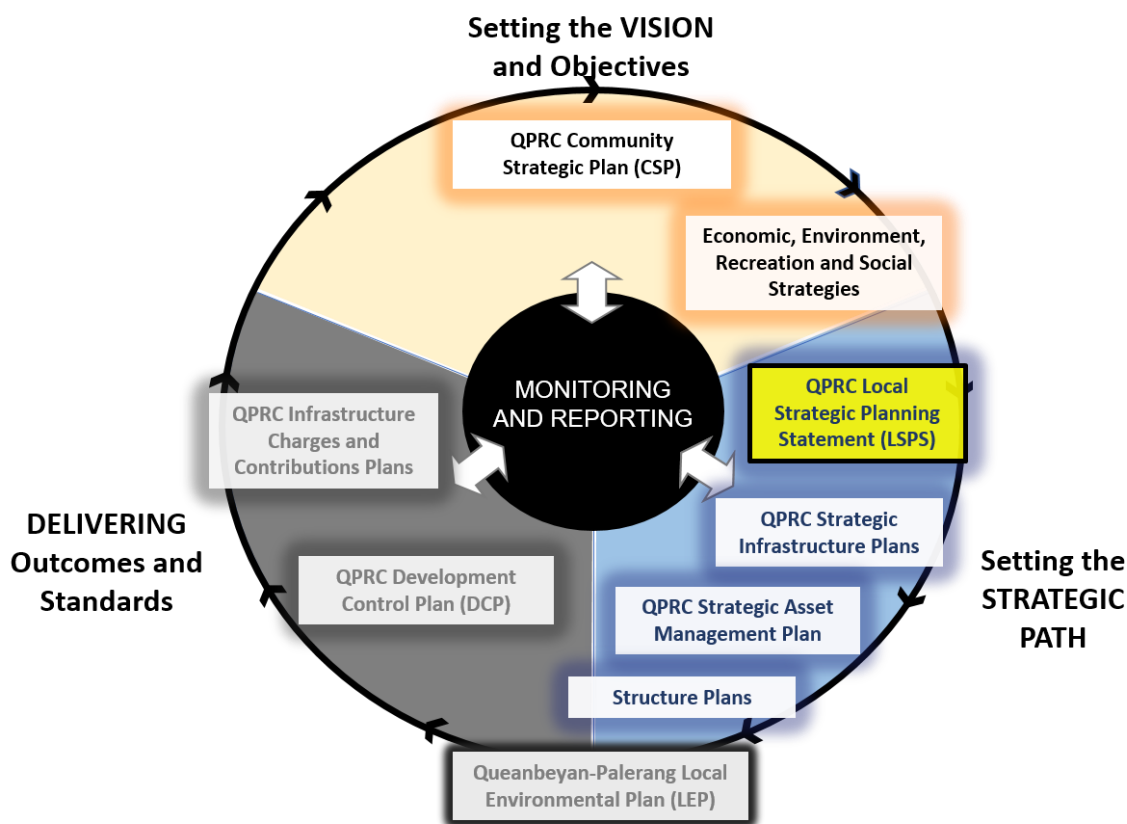 Setting the VISION
and Objectives
QPRC Community
Strategic Plan (CSP)
Economic, Environment,
Recreation and Social
Strategies
MONITORING
AND REPORTING
QPRC Local
Strategic Planning
Statement (LSPS)
QPRC Strategic
Infrastructure Plans
Setting the
STRATEGIC
PATH
QPRC Strategic Asset
Management Plan
Structure Plans
Queanbeyan-Palerang Local
Environmental Plan (LEP)
QPRC Development
Control Plan (DCP)
DELIVERING
Outcomes and
Standards
QPRC Infrastructure
Charges and
Contributions Plans